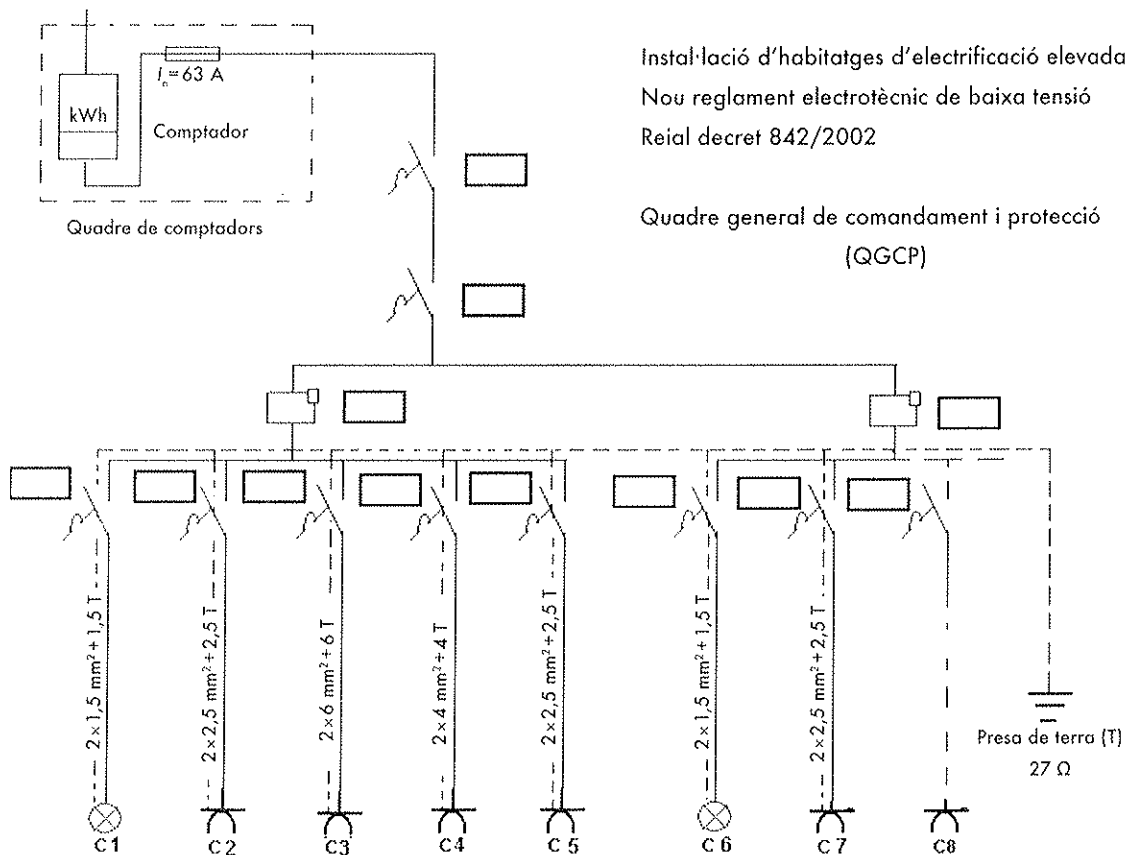 Instal·lació d'habitatges d'electrificació elevada
Nou reglament electrotècnic de baixa tensió
Reial decret 842/2002
Quadre general de comandament i protecció
(QGCP)
In=63 A
kWh
Comptador
Quadre de comptadors
2×1,5 mm²+1,5 T
2×2,5 mm²+2,5 T
2×6 mm²÷6 T
2×4 mm²÷4 T
2×2,5 mm²+2,5 T
2×1,5 mm²+1,5 T
2×2,5 mm²÷2,5 T
Presa de terra (T)
27 Ω
C1
C2
C3
C4
C5
C6
C7
C8